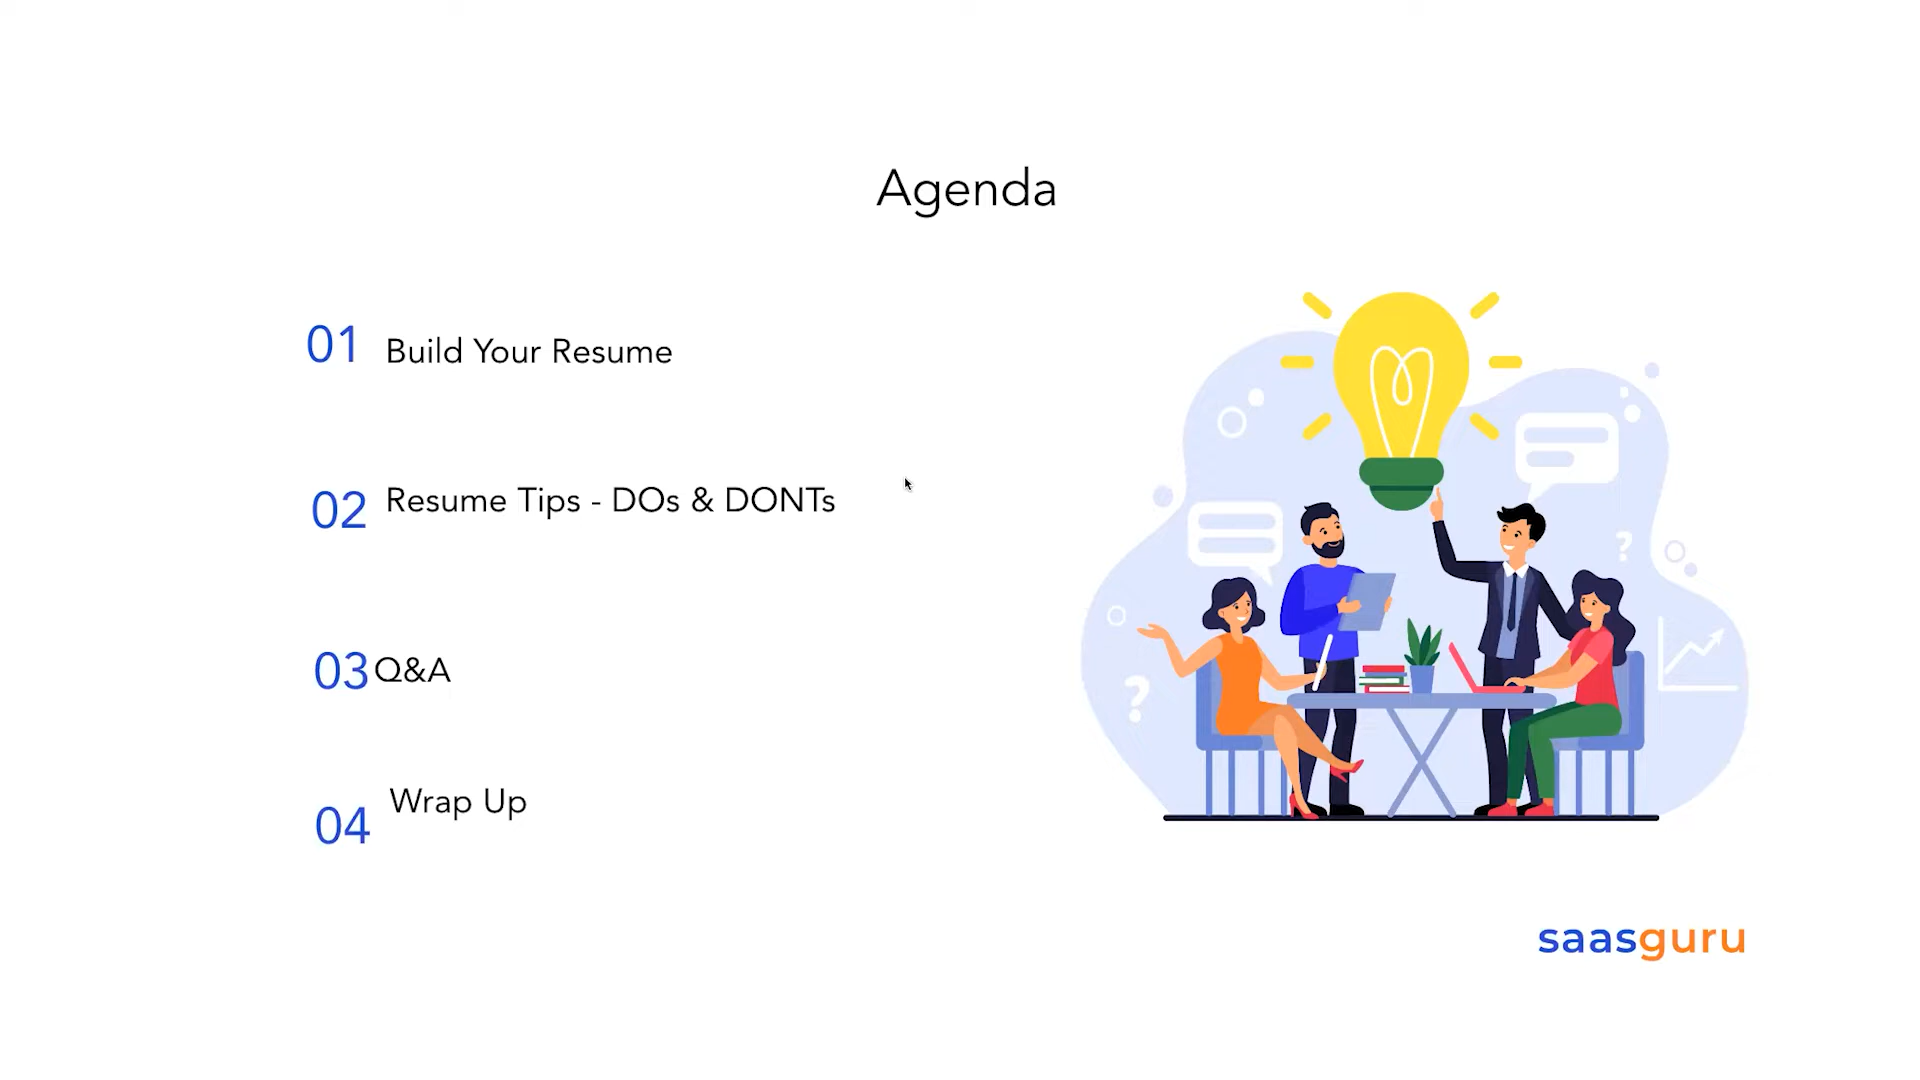 Agenda
01 Build Your Resume
02 Resume Tips - DOs & DONTs
03 Q&A
04 Wrap Up
? ?
saasguru